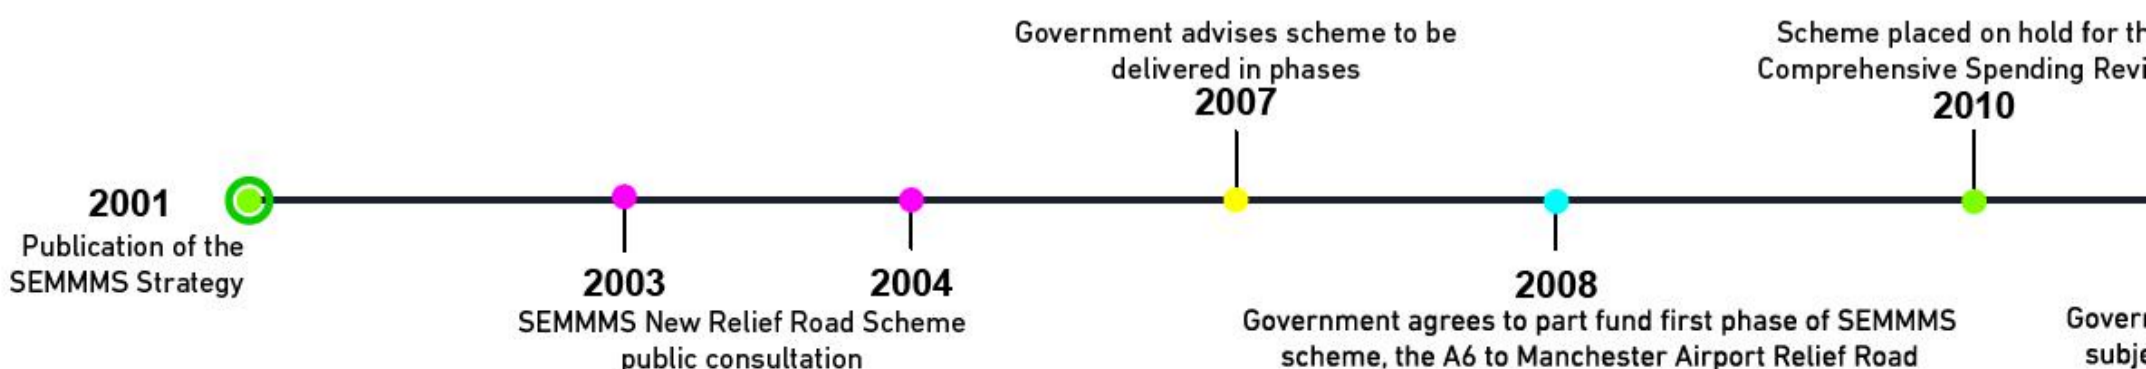 Government advises scheme to be
delivered in phases
2007
Scheme placed on hold for
Comprehensive Spending
2010
2001
Publication of the
SEMMMS Strategy
2003
2004
SEMMMS New Relief Road Scheme
public consultation
2008
Government agrees to part fund first phase of SEMMMS
scheme, the A6 to Manchester Airport Relief Road